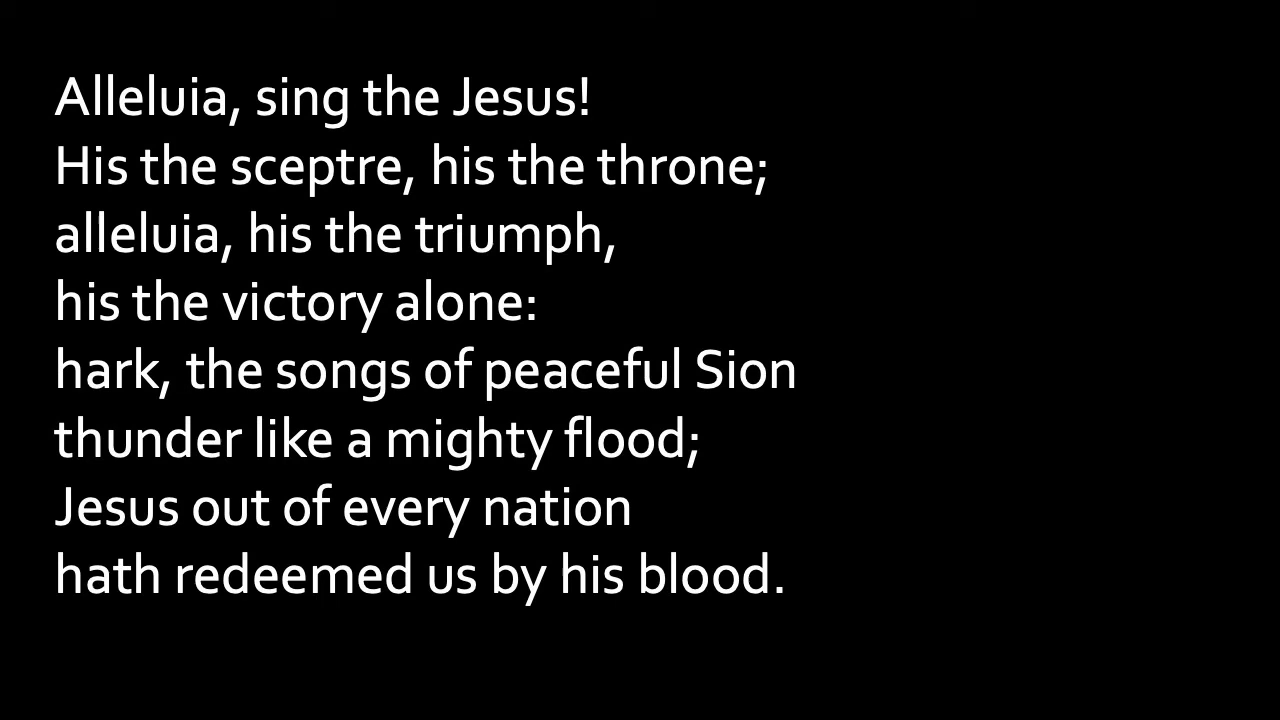 Alleluia, sing the Jesus!
His the sceptre, his the throne;
alleluia, his the triumph,
his the victory alone:
hark, the songs of peaceful Sion
thunder like a mighty flood;
Jesus out of every nation
hath redeemed us by his blood.